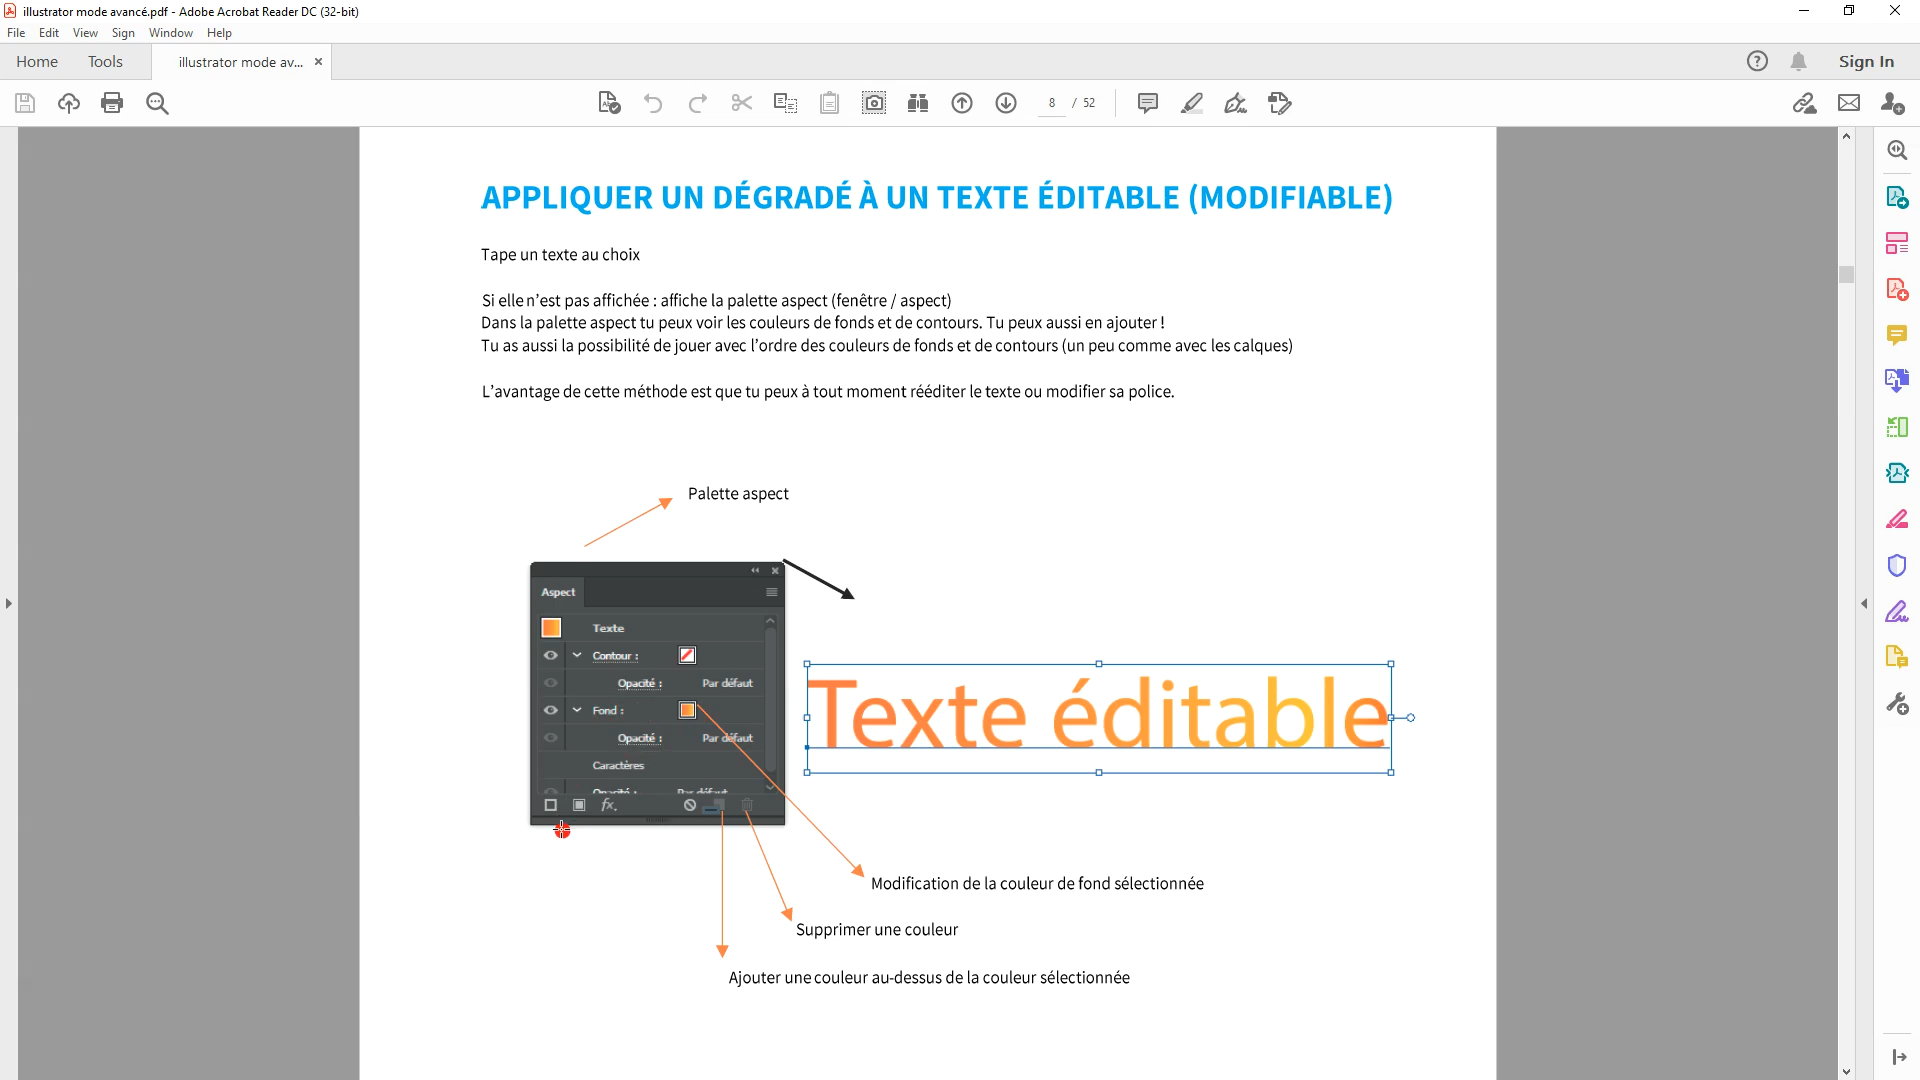 illustrator mode avancé.pdf - Adobe Acrobat Reader DC (32-bit)
File Edit View Sign Window Help
Home Tools illustrator mode av... × Sign In
8 / 52
APPLIQUER UN DÉGRADÉ À UN TEXTE ÉDITABLE (MODIFIABLE)
Tape un texte au choix
Si elle n'est pas affichée : affiche la palette aspect (fenêtre / aspect)
Dans la palette aspect tu peux voir les couleurs de fonds et de contours. Tu peux aussi en ajouter !
Tu as aussi la possibilité de jouer avec l'ordre des couleurs de fonds et de contours (un peu comme avec les calques)
L'avantage de cette méthode est que tu peux à tout moment rééditer le texte ou modifier sa police.
Palette aspect
Aspect
Texte
Contour :
Opacité : Par défaut
Fond :
Opacité : Par défaut
Caractères
Opacité : Par défaut
fx.
Texte éditable
Modification de la couleur de fond sélectionnée
Supprimer une couleur
Ajouter une couleur au-dessus de la couleur sélectionnée